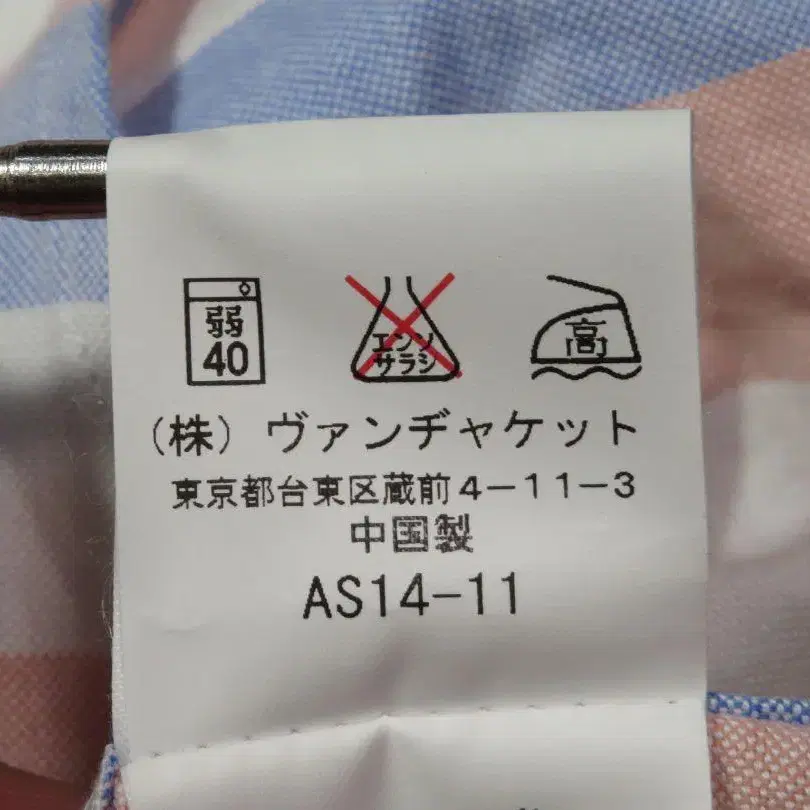 弱
40
エンソ
サラシ
高
(株) ヴァンヂャケット
東京都台東区蔵前4-11-3
中国製
AS14-11